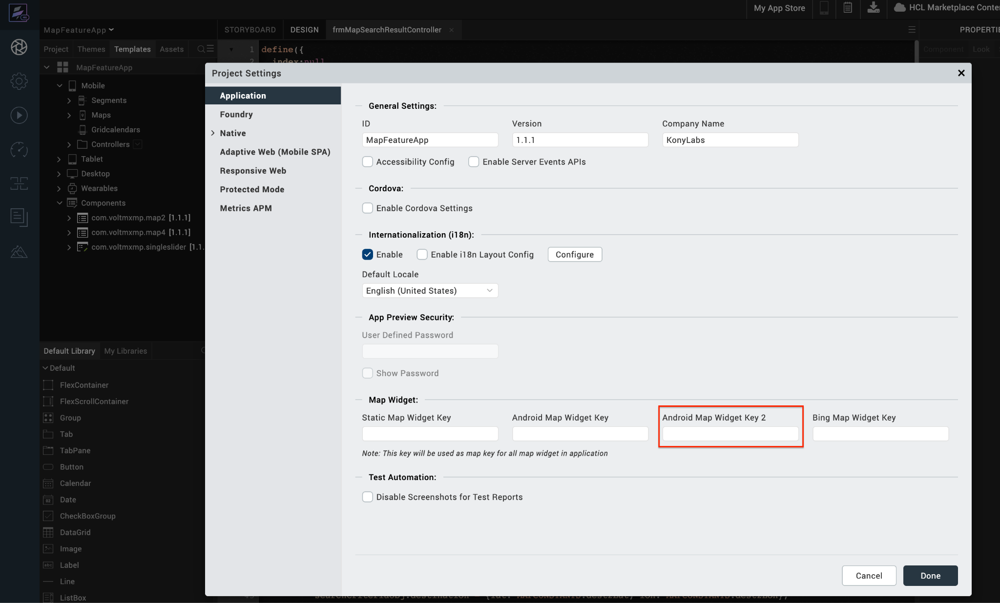 My App Store
HCL Marketplace
MapFeatureApp
STORYBOARD
DESIGN
frmMapSearchResultController
Project
Themes
Templates
Assets
1 define({
2 index:null
Component
Look
MapFeatureApp
Mobile
Segments
Maps
Gridcalendars
Controllers
Tablet
Desktop
Wearables
Components
com.voltmxmp.map2 [1.1.1]
com.voltmxmp.map4 [1.1.1]
com.voltmxmp.singleslider [1.1.
Default Library
My Libraries
Default
FlexContainer
FlexScrollContainer
Group
Tab
TabPane
Button
Calendar
Date
CheckBoxGroup
DataGrid
Image
Label
Line
ListBox
Project Settings
Application
Foundry
Native
Adaptive Web (Mobile SPA)
Responsive Web
Protected Mode
Metrics APM
General Settings:
ID
Version
Company Name
MapFeatureApp
1.1.1
KonyLabs
Accessibility Config
Enable Server Events APIs
Cordova:
Enable Cordova Settings
Internationalization (i18n):
Enable
Enable i18n Layout Config
Configure
Default Locale
English (United States)
App Preview Security:
User Defined Password
Show Password
Map Widget:
Static Map Widget Key
Android Map Widget Key
Android Map Widget Key 2
Bing Map Widget Key
Note: This key will be used as map key for all map widget in application
Test Automation:
Disable Screenshots for Test Reports
Cancel
Done